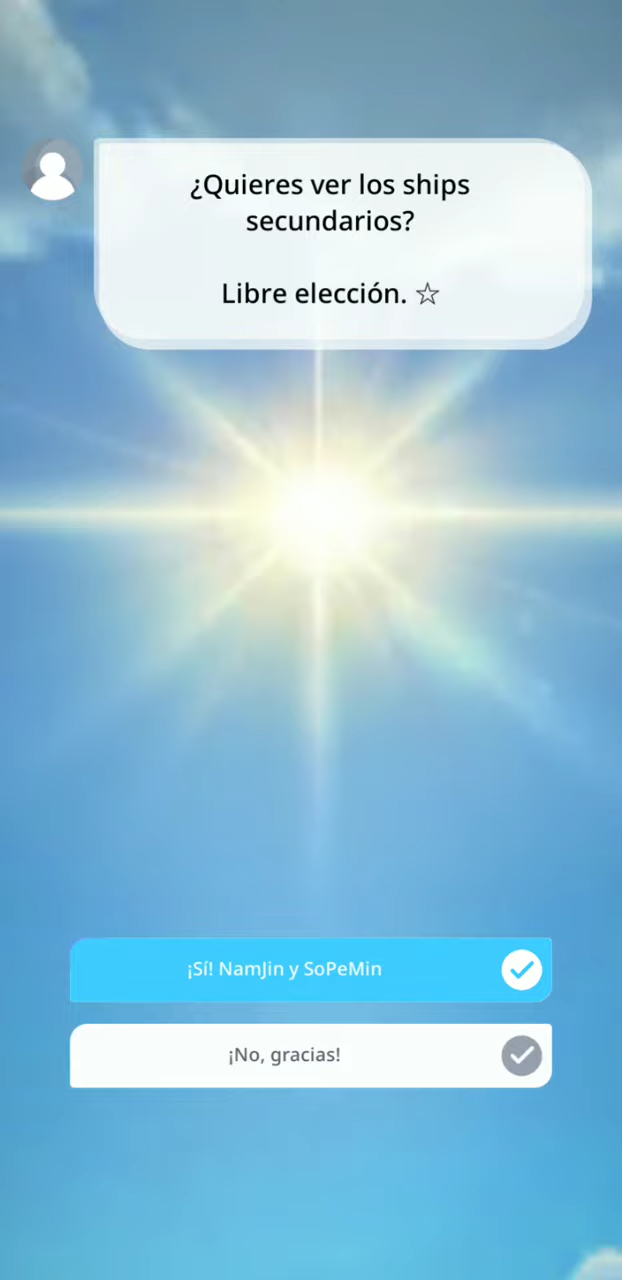 ¿Quieres ver los ships
secundarios?
Libre elección. ☆
¡Sí! NamJin y SoPeMin
¡No, gracias!